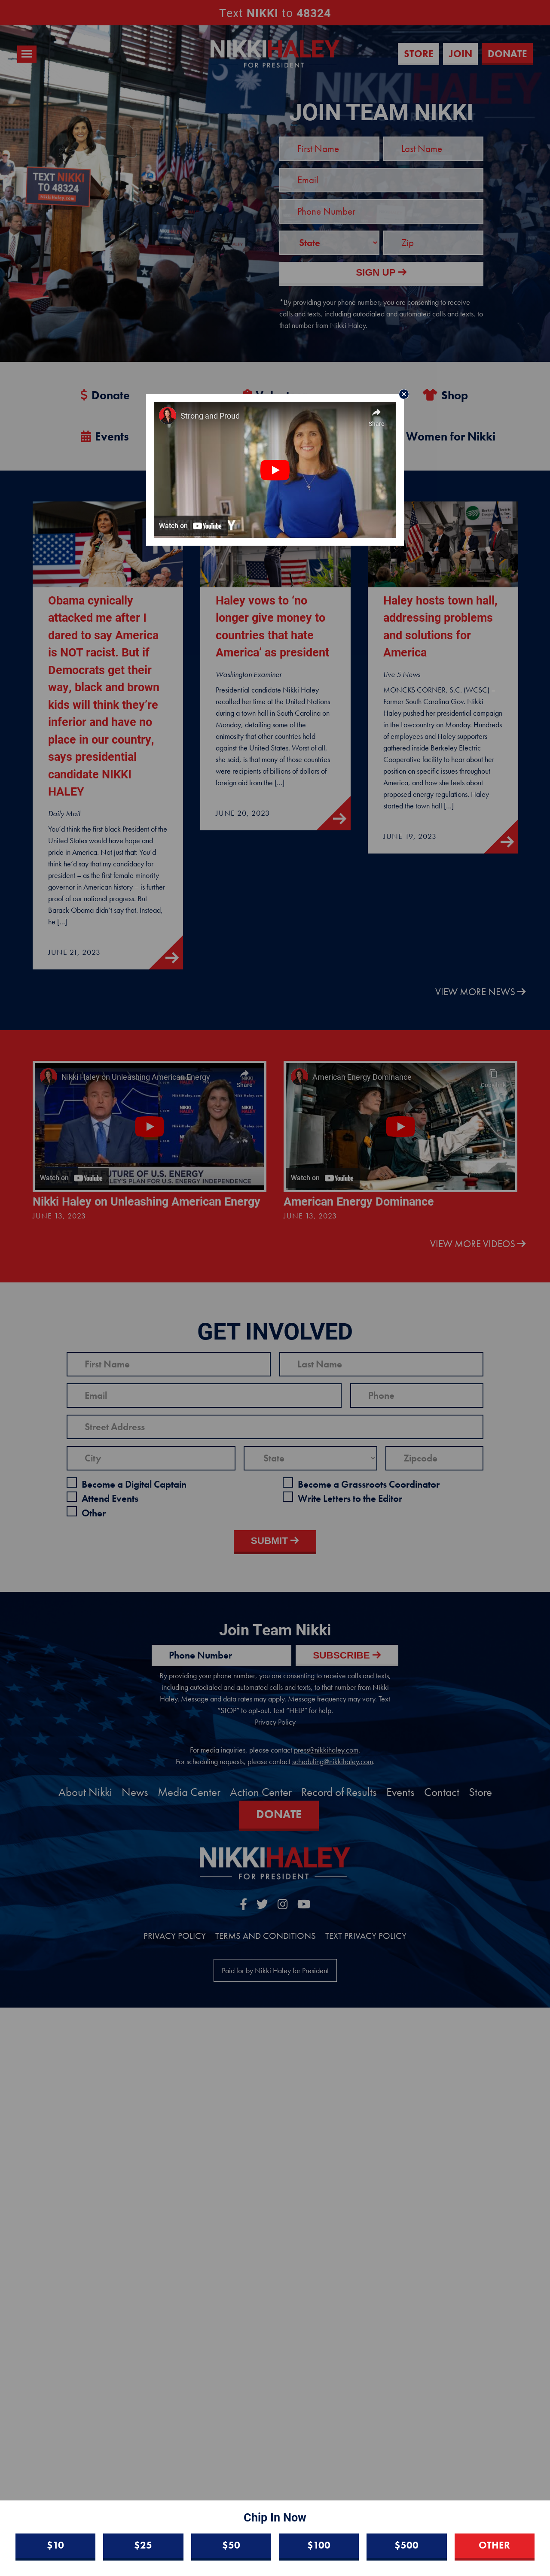 Text NIKKI to 48324
NIKKIHALEY
FOR PRESIDENT
STORE
JOIN
DONATE
NIKKIHALEY
JOIN TEAM NIKKI
TEXT NIKKI
TO 48324
NikkiHaley.com
First Name
Last Name
Email
Phone Number
State
Zip
SIGN UP
*By providing your phone number, you are consenting to receive
calls and texts, including autodialed and automated calls and texts, to
that number from Nikki Haley.
Donate
Shop
Events
Women for Nikki
Strong and Proud
Share
Watch on YouTube
Obama cynically
attacked me after I
dared to say America
is NOT racist. But if
Democrats get their
way, black and brown
kids will think they're
inferior and have no
place in our country,
says presidential
candidate NIKKI
HALEY
Daily Mail
You'd think the first black President of the
United States would have hope and
pride in America. Not just that: You'd
think he'd say that my candidacy for
president – as the first female minority
governor in American history – is further
proof of our national progress. But
Barack Obama didn't say that. Instead,
he [...]
JUNE 21, 2023
Haley vows to 'no
longer give money to
countries that hate
America' as president
Washington Examiner
Presidential candidate Nikki Haley
recalled her time at the United Nations
during a town hall in South Carolina on
Monday, detailing some of the
animosity that other countries held
against the United States. Worst of all,
she said, is that many of those countries
were recipients of billions of dollars of
foreign aid from the [...]
JUNE 20, 2023
Haley hosts town hall,
addressing problems
and solutions for
America
Live 5 News
MONCKS CORNER, S.C. (WCSC) –
Former South Carolina Gov. Nikki
Haley pushed her presidential campaign
in the Lowcountry on Monday. Hundreds
of employees and Haley supporters
gathered inside Berkeley Electric
Cooperative facility to hear about her
position on specific issues throughout
America, and how she feels about
proposed energy regulations. Haley
started the town hall [...]
JUNE 19, 2023
VIEW MORE NEWS
Nikki Haley on Unleashing American Energy
Share
FUTURE OF U.S. ENERGY
HALEY'S PLAN FOR U.S. ENERGY INDEPENDENCE
Watch on YouTube
American Energy Dominance
Watch on YouTube
Nikki Haley on Unleashing American Energy
JUNE 13, 2023
American Energy Dominance
JUNE 13, 2023
VIEW MORE VIDEOS
GET INVOLVED
First Name
Last Name
Email
Phone
Street Address
City
State
Zipcode
Become a Digital Captain
Become a Grassroots Coordinator
Attend Events
Write Letters to the Editor
Other
SUBMIT
Join Team Nikki
Phone Number
SUBSCRIBE
By providing your phone number, you are consenting to receive calls and texts,
including autodialed and automated calls and texts, to that number from Nikki
Haley. Message and data rates may apply. Message frequency may vary. Text
"STOP" to opt-out. Text "HELP" for help.
Privacy Policy
For media inquiries, please contact press@nikkihaley.com.
For scheduling requests, please contact scheduling@nikkihaley.com.
About Nikki
News
Media Center
Action Center
Record of Results
Events
Contact
Store
DONATE
NIKKIHALEY
FOR PRESIDENT
PRIVACY POLICY
TERMS AND CONDITIONS
TEXT PRIVACY POLICY
Paid for by Nikki Haley for President
Chip In Now
$10
$25
$50
$100
$500
OTHER